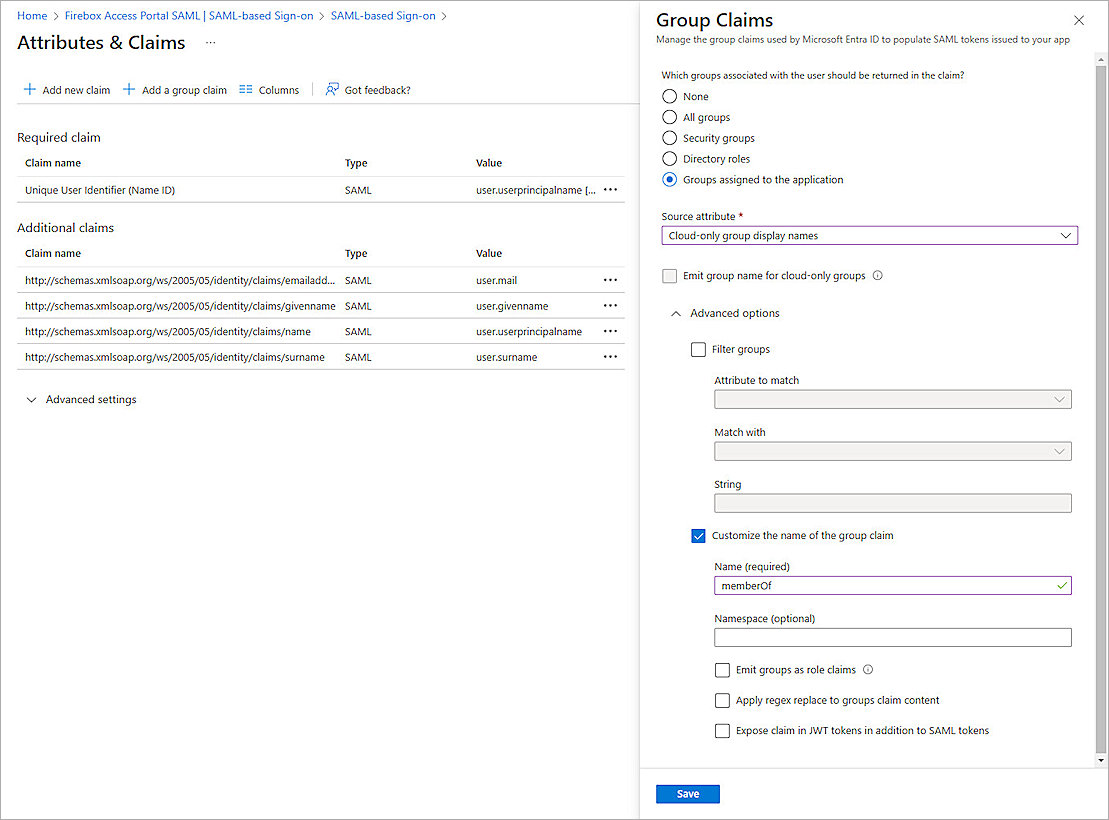 Home > Firebox Access Portal SAML | SAML-based Sign-on > SAML-based Sign-on >
Attributes & Claims ...
Add new claim Add a group claim Columns Got feedback?
Required claim
Claim name Type Value
Unique User Identifier (Name ID) SAML user.userprincipalname [... •••
Additional claims
Claim name Type Value
http://schemas.xmlsoap.org/ws/2005/05/identity/claims/emailadd... SAML user.mail •••
http://schemas.xmlsoap.org/ws/2005/05/identity/claims/givenname SAML user.givenname •••
http://schemas.xmlsoap.org/ws/2005/05/identity/claims/name SAML user.userprincipalname •••
http://schemas.xmlsoap.org/ws/2005/05/identity/claims/surname SAML user.surname •••
Advanced settings
Group Claims
Manage the group claims used by Microsoft Entra ID to populate SAML tokens issued to your app
Which groups associated with the user should be returned in the claim?
None
All groups
Security groups
Directory roles
Groups assigned to the application
Source attribute *
Cloud-only group display names
Emit group name for cloud-only groups
Advanced options
Filter groups
Attribute to match
Match with
String
Customize the name of the group claim
Name (required)
memberOf
Namespace (optional)
Emit groups as role claims
Apply regex replace to groups claim content
Expose claim in JWT tokens in addition to SAML tokens
Save